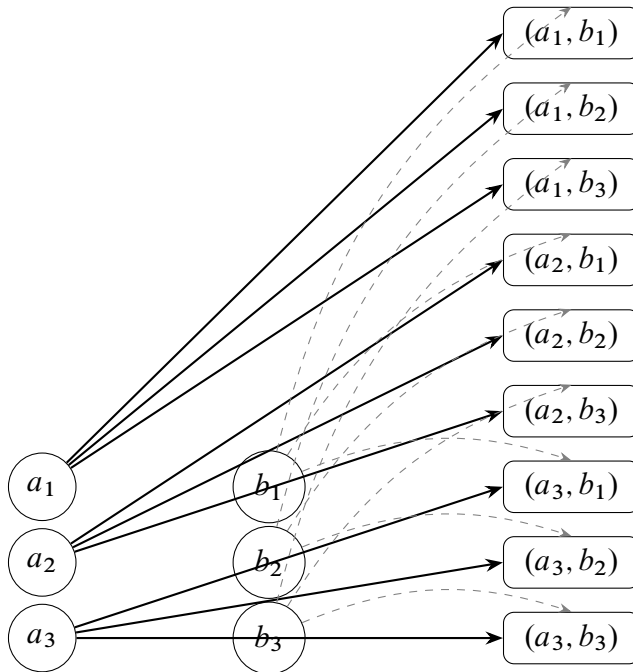 (a₁, b₁)
(a₁, b₂)
(a₁, b₃)
(a₂, b₁)
(a₂, b₂)
(a₂, b₃)
a₁ b₁ (a₃, b₁)
a₂ b₂ (a₃, b₂)
a₃ b₃ (a₃, b₃)